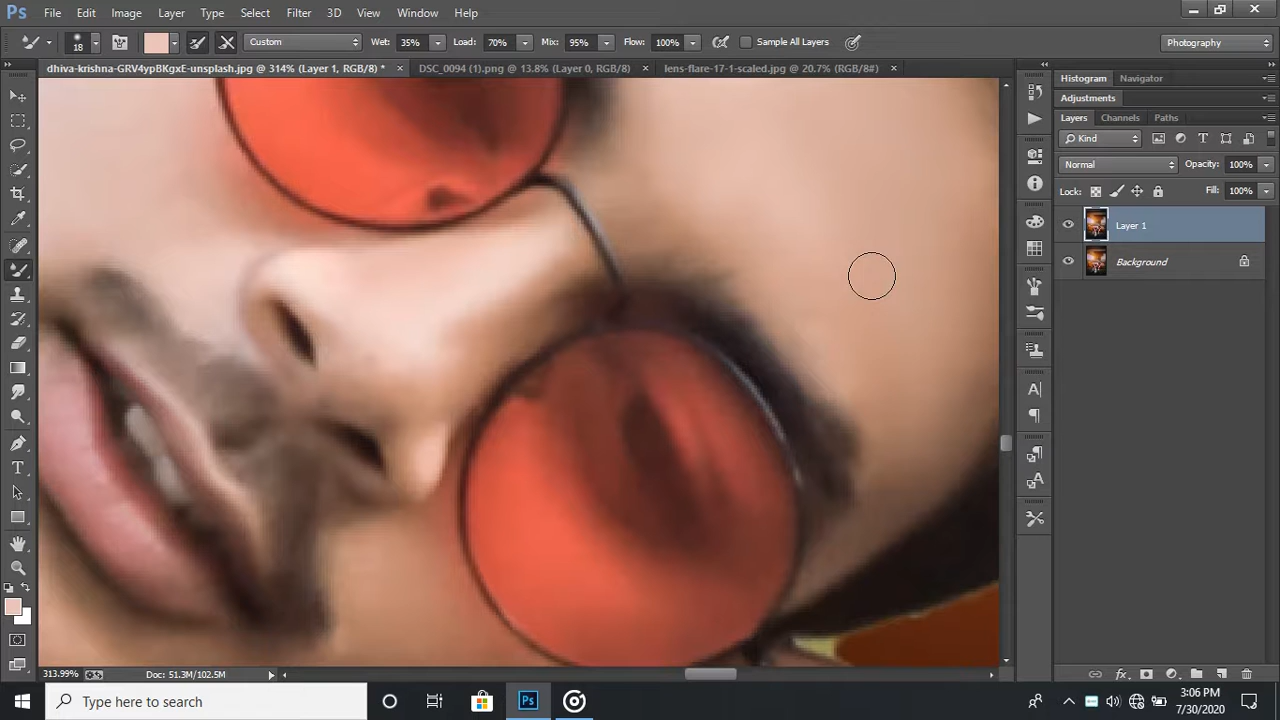 Ps File Edit Image Layer Type Select Filter 3D View Window Help
18 Custom Wet: 35% Load: 70% Mix: 95% Flow: 100% Sample All Layers Photography
dhiva-krishna-GRV4ypBKgxE-unsplash.jpg @ 314% (Layer 1, RGB/8) * × DSC_0094 (1).png @ 13.8% (Layer 0, RGB/8) × lens-flare-17-1-scaled.jpg @ 20.7% (RGB/8#) ×
Histogram Navigator
Adjustments
Layers Channels Paths
Kind
Normal Opacity: 100%
Lock: Fill: 100%
Layer 1
Background
313.99% Doc: 51.3M/102.5M
Type here to search
Ps
3:06 PM
7/30/2020